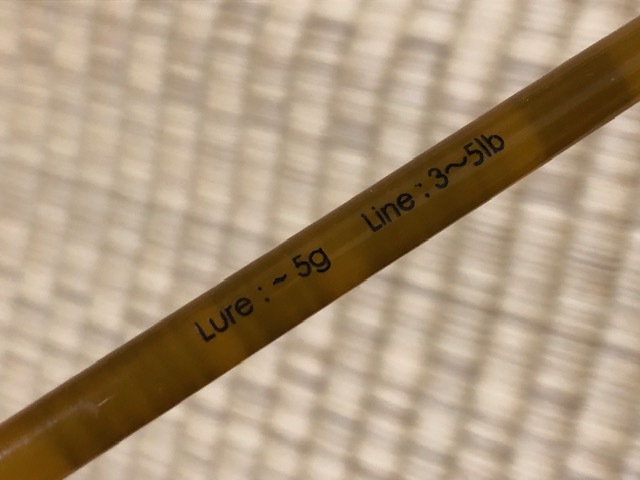 Lure : ~ 5g Line : 3~5lb